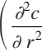 ( ∂²c
∂ r²